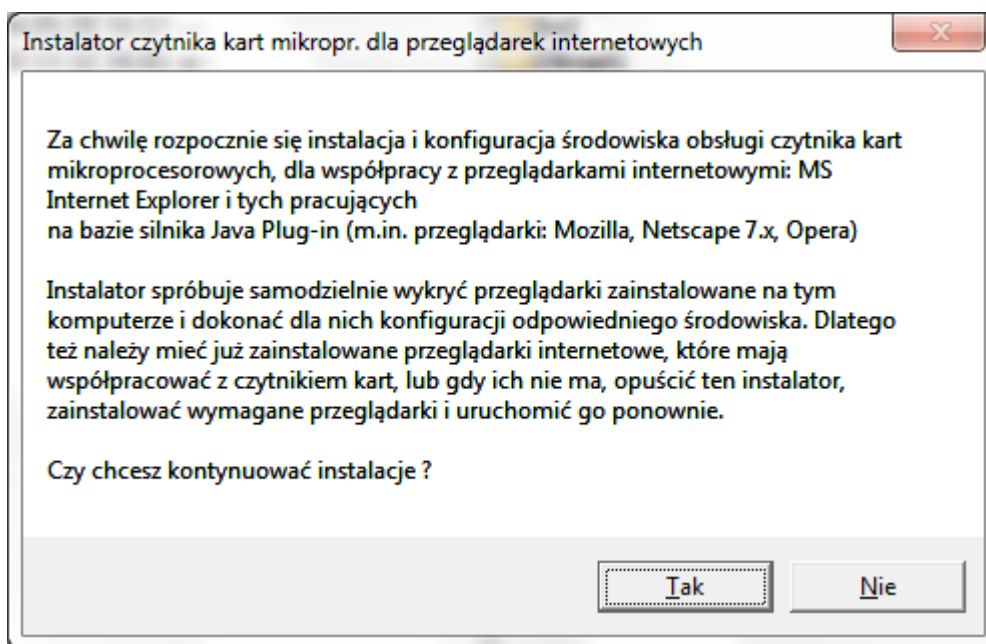 Instalator czytnika kart mikropr. dla przeglądarek internetowych
Za chwilę rozpocznie się instalacja i konfiguracja środowiska obsługi czytnika kart
mikroprocesorowych, dla współpracy z przeglądarkami internetowymi: MS
Internet Explorer i tych pracujących
na bazie silnika Java Plug-in (m.in. przeglądarki: Mozilla, Netscape 7.x, Opera)
Instalator spróbuje samodzielnie wykryć przeglądarki zainstalowane na tym
komputerze i dokonać dla nich konfiguracji odpowiedniego środowiska. Dlatego
też należy mieć już zainstalowane przeglądarki internetowe, które mają
współpracować z czytnikiem kart, lub gdy ich nie ma, opuścić ten instalator,
zainstalować wymagane przeglądarki i uruchomić go ponownie.
Czy chcesz kontynuować instalacje ?
Tak
Nie